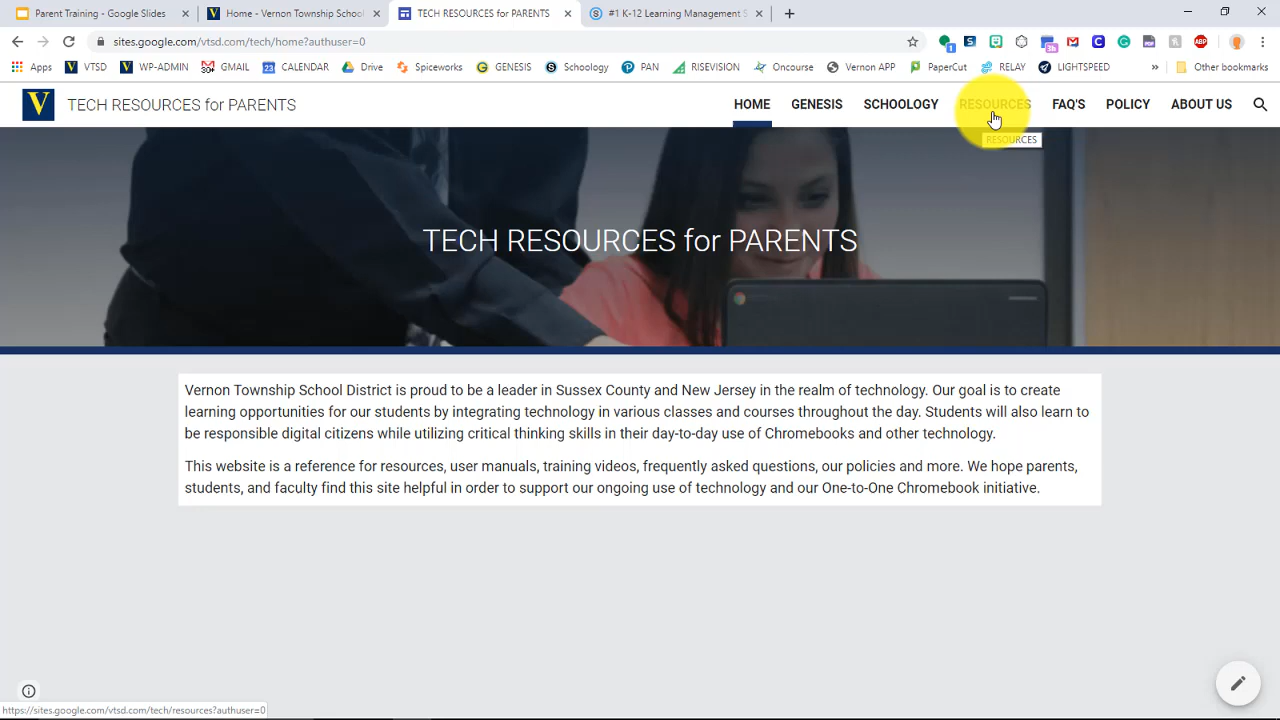 Parent Training - Google Slides
Home - Vernon Township School
TECH RESOURCES for PARENTS
#1 K-12 Learning Management S
sites.google.com/vtsd.com/tech/home?authuser=0
Apps VTSD WP-ADMIN GMAIL CALENDAR Drive Spiceworks GENESIS Schoology PAN RISEVISION Oncourse Vernon APP PaperCut RELAY LIGHTSPEED » Other bookmarks
V TECH RESOURCES for PARENTS
HOME GENESIS SCHOOLOGY RESOURCES FAQ'S POLICY ABOUT US
RESOURCES
TECH RESOURCES for PARENTS
Vernon Township School District is proud to be a leader in Sussex County and New Jersey in the realm of technology. Our goal is to create
learning opportunities for our students by integrating technology in various classes and courses throughout the day. Students will also learn to
be responsible digital citizens while utilizing critical thinking skills in their day-to-day use of Chromebooks and other technology.
This website is a reference for resources, user manuals, training videos, frequently asked questions, our policies and more. We hope parents,
students, and faculty find this site helpful in order to support our ongoing use of technology and our One-to-One Chromebook initiative.
https://sites.google.com/vtsd.com/tech/resources?authuser=0